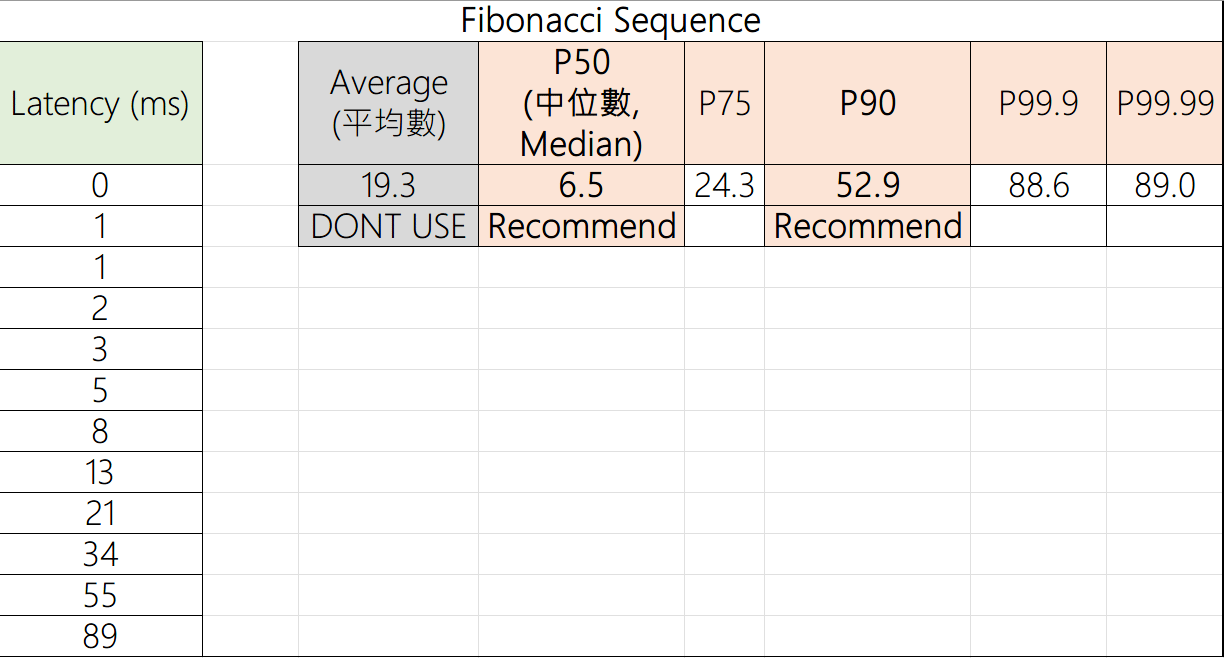 Fibonacci Sequence
Latency (ms)
Average
(平均數)
P50
(中位數,
Median)
P75
P90
P99.9
P99.99
0
19.3
6.5
24.3
52.9
88.6
89.0
1
DONT USE
Recommend
Recommend
1
2
3
5
8
13
21
34
55
89